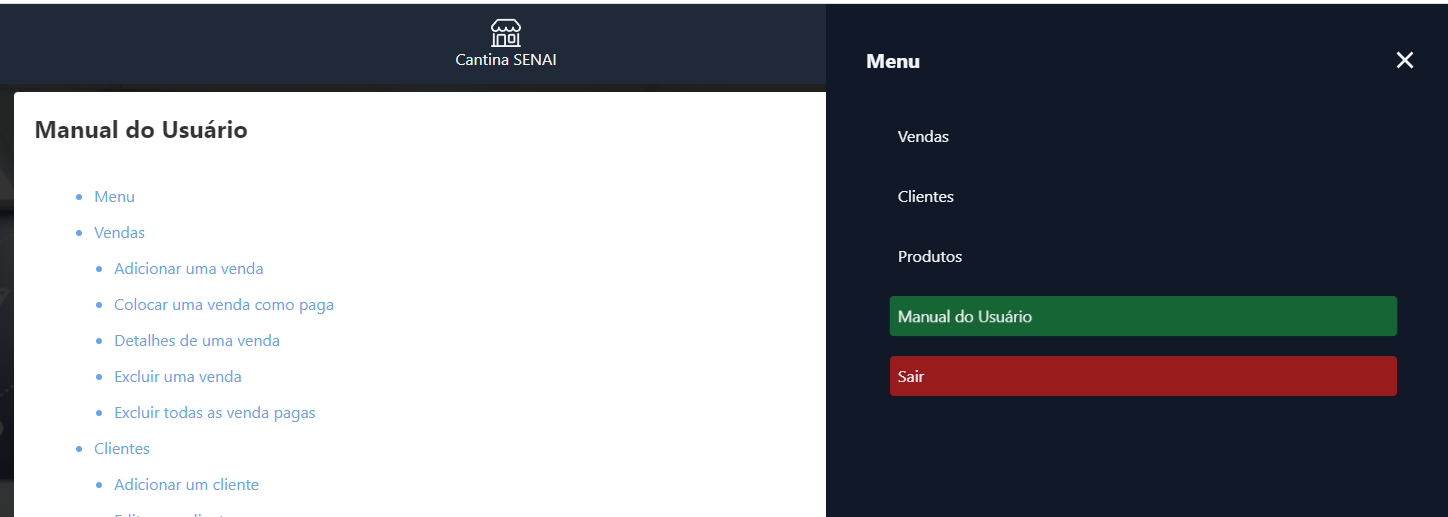 Cantina SENAI
Manual do Usuário
Menu
Vendas
Adicionar uma venda
Colocar uma venda como paga
Detalhes de uma venda
Excluir uma venda
Excluir todas as venda pagas
Clientes
Adicionar um cliente
Menu
Vendas
Clientes
Produtos
Manual do Usuário
Sair